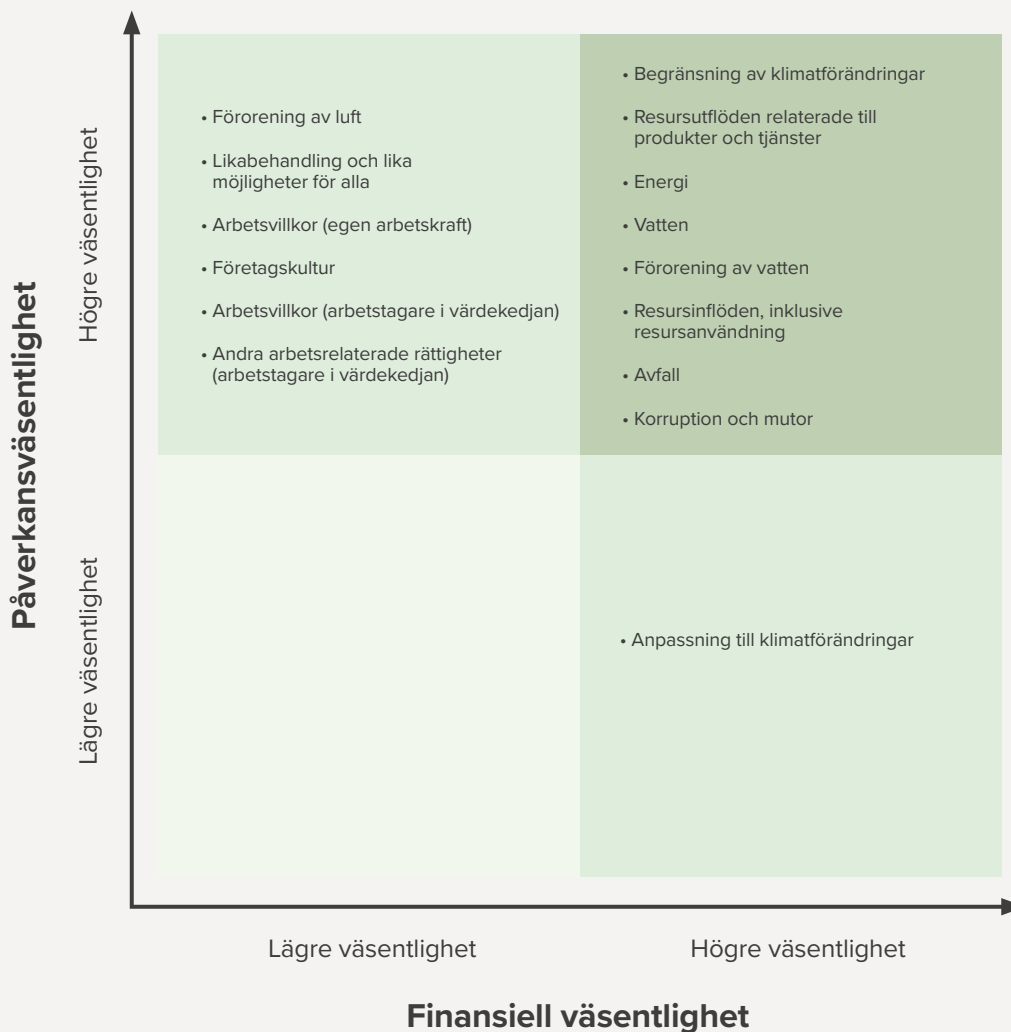 Påverkansväsentlighet
Högre väsentlighet
Lägre väsentlighet
• Förorening av luft
• Likabehandling och lika
möjligheter för alla
• Arbetsvillkor (egen arbetskraft)
• Företagskultur
• Arbetsvillkor (arbetstagare i värdekedjan)
• Andra arbetsrelaterade rättigheter
(arbetstagare i värdekedjan)
• Begränsning av klimatförändringar
• Resursutflöden relaterade till
produkter och tjänster
• Energi
• Vatten
• Förorening av vatten
• Resursinflöden, inklusive
resursanvändning
• Avfall
• Korruption och mutor
• Anpassning till klimatförändringar
Lägre väsentlighet
Högre väsentlighet
Finansiell väsentlighet